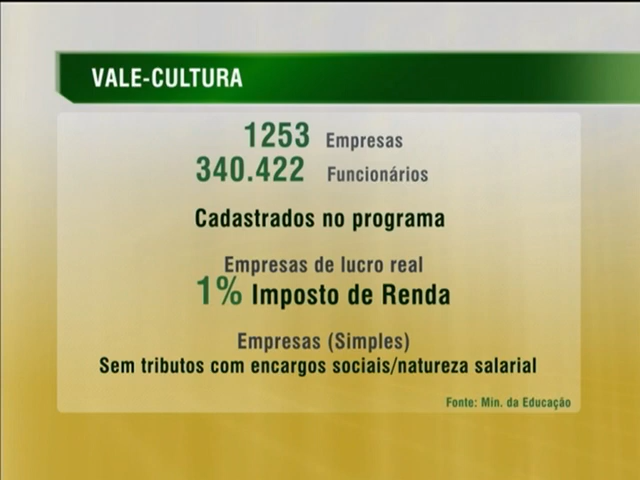 VALE-CULTURA
1253 Empresas
340.422 Funcionários
Cadastrados no programa
Empresas de lucro real
1% Imposto de Renda
Empresas (Simples)
Sem tributos com encargos sociais/natureza salarial
Fonte: Min. da Educação